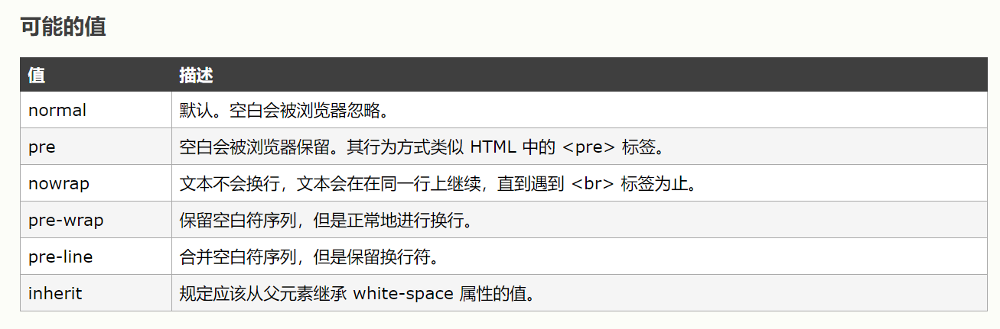 可能的值
值 描述
normal 默认。空白会被浏览器忽略。
pre 空白会被浏览器保留。其行为方式类似 HTML 中的 <pre> 标签。
nowrap 文本不会换行，文本会在在同一行上继续，直到遇到 <br> 标签为止。
pre-wrap 保留空白符序列，但是正常地进行换行。
pre-line 合并空白符序列，但是保留换行符。
inherit 规定应该从父元素继承 white-space 属性的值。